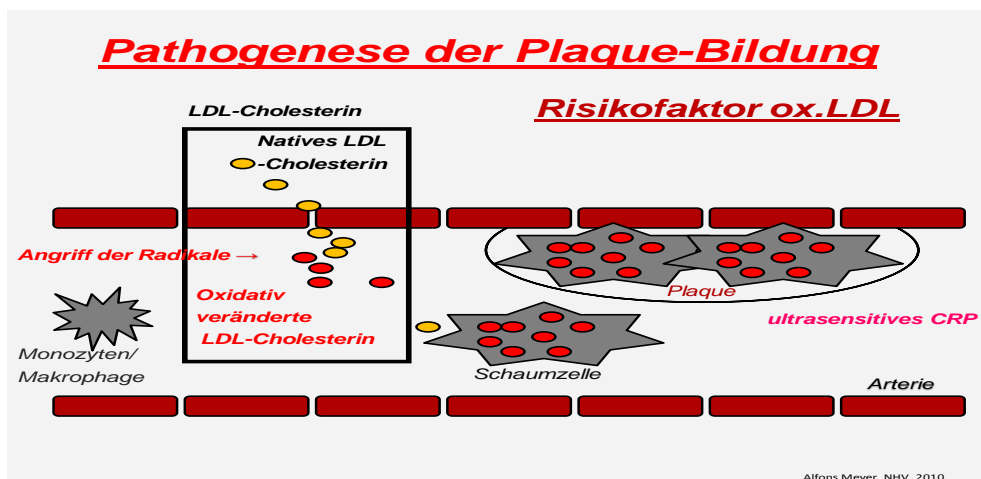 Pathogenese der Plaque-Bildung
LDL-Cholesterin
Risikofaktor ox.LDL
Natives LDL
-Cholesterin
Angriff der Radikale →
Oxidativ
veränderte
LDL-Cholesterin
Plaque
ultrasensitives CRP
Monozyten/
Makrophage
Schaumzelle
Arterie
Alfons Meyer, NHV, 2010